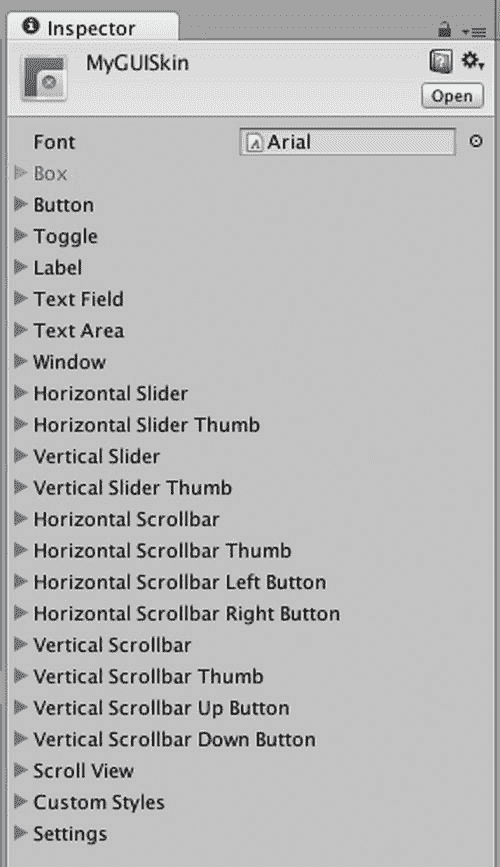 Inspector
MyGUISkin
Open
Font Arial
Box
Button
Toggle
Label
Text Field
Text Area
Window
Horizontal Slider
Horizontal Slider Thumb
Vertical Slider
Vertical Slider Thumb
Horizontal Scrollbar
Horizontal Scrollbar Thumb
Horizontal Scrollbar Left Button
Horizontal Scrollbar Right Button
Vertical Scrollbar
Vertical Scrollbar Thumb
Vertical Scrollbar Up Button
Vertical Scrollbar Down Button
Scroll View
Custom Styles
Settings